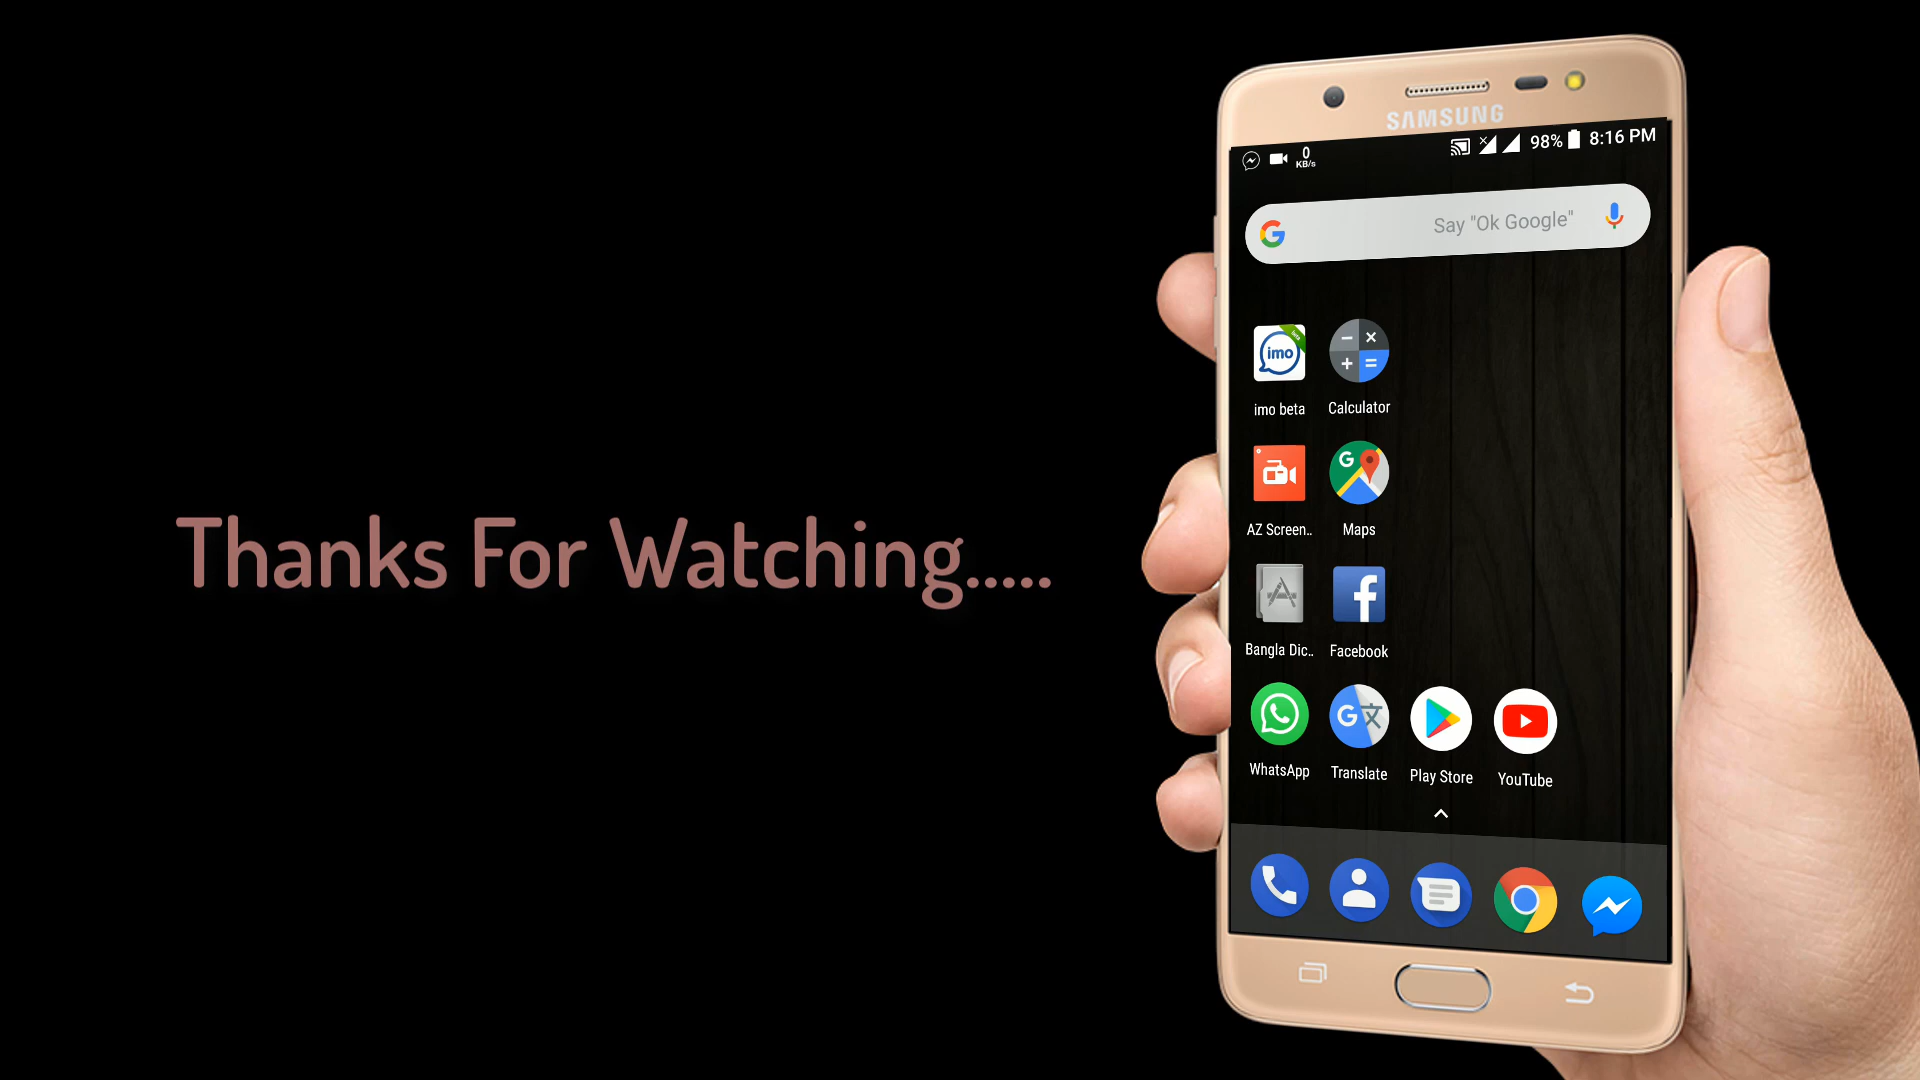 SAMSUNG
0 KB/s 98% 8:16 PM
Say "Ok Google"
imo beta
imo beta Calculator
AZ Screen.. Maps
Bangla Dic.. Facebook
WhatsApp Translate Play Store YouTube
Thanks For Watching.....